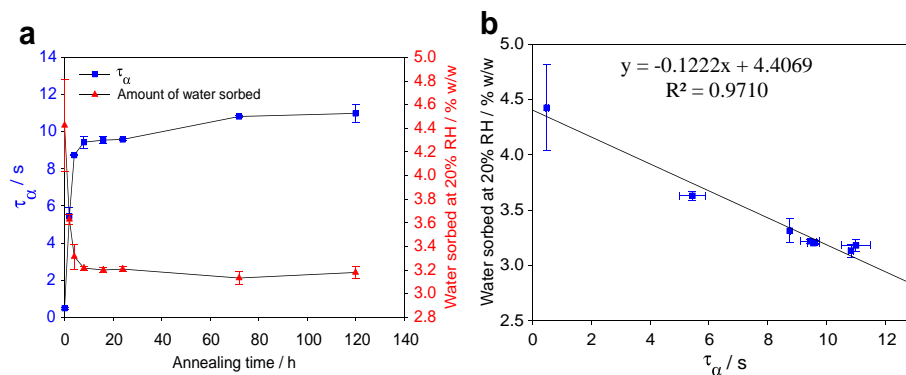 a
14
12
10
8
6
4
2
0
τα / s
τα
Amount of water sorbed
5.0
4.8
4.6
4.4
4.2
4.0
3.8
3.6
3.4
3.2
3.0
2.8
Water sorbed at 20% RH / % w/w
0 20 40 60 80 100 120 140
Annealing time / h
b
5.0
4.5
4.0
3.5
3.0
2.5
Water sorbed at 20% RH / % w/w
y = -0.1222x + 4.4069
R² = 0.9710
0 2 4 6 8 10 12
τα / s